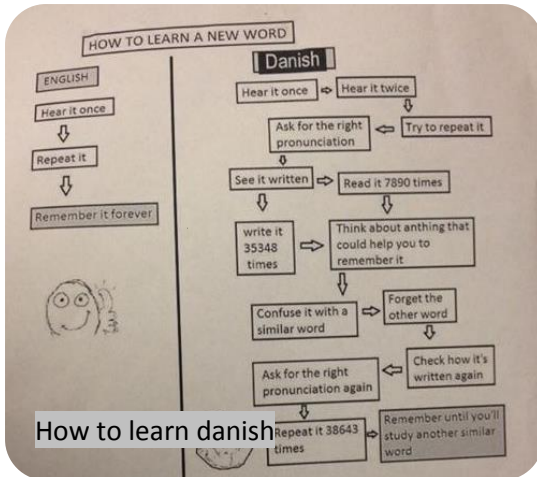 HOW TO LEARN A NEW WORD
ENGLISH
Hear it once
Repeat it
Remember it forever
Danish
Hear it once
Hear it twice
Try to repeat it
Ask for the right
pronunciation
See it written
Read it 7890 times
write it
35348
times
Think about anthing that
could help you to
remember it
Confuse it with a
similar word
Forget the
other word
Check how it's
written again
Ask for the right
pronunciation again
Repeat it 38643
times
Remember until you'll
study another similar
word
How to learn danish